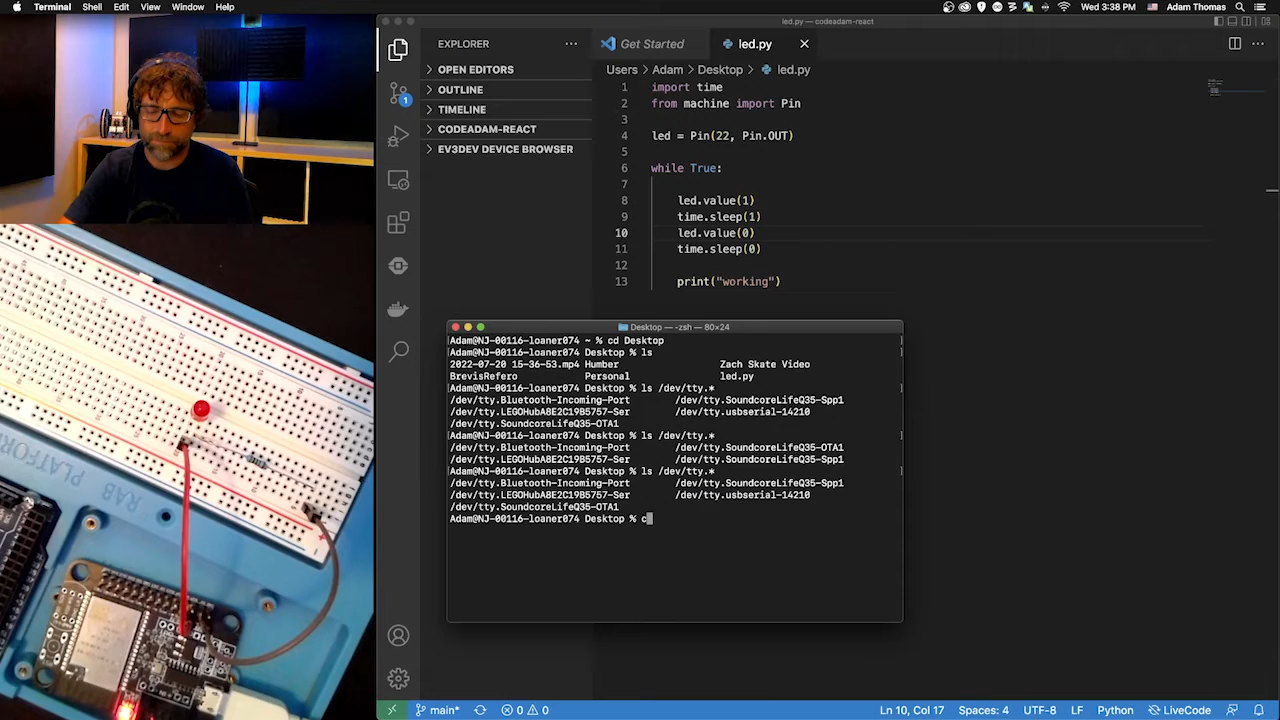 Terminal Shell Edit View Window Help
Wed 3:38 PM Adam Thomas
led.py — codeadam-react
EXPLORER
OPEN EDITORS
OUTLINE
TIMELINE
CODEADAM-REACT
EV3DEV DEVICE BROWSER
1
Get Started led.py
Users > Adam > Desktop > led.py
1 import time
2 from machine import Pin
3
4 led = Pin(22, Pin.OUT)
5
6 while True:
7
8 led.value(1)
9 time.sleep(1)
10 led.value(0)
11 time.sleep(0)
12
13 print("working")
Desktop — -zsh — 80×24
Adam@NJ-00116-loaner074 ~ % cd Desktop
Adam@NJ-00116-loaner074 Desktop % ls
2022-07-20 15-36-53.mp4 Humber Zach Skate Video
BrevisRefero Personal led.py
Adam@NJ-00116-loaner074 Desktop % ls /dev/tty.*
/dev/tty.Bluetooth-Incoming-Port /dev/tty.SoundcoreLifeQ35-Spp1
/dev/tty.LEGOHubA8E2C19B5757-Ser /dev/tty.usbserial-14210
/dev/tty.SoundcoreLifeQ35-OTA1
Adam@NJ-00116-loaner074 Desktop % ls /dev/tty.*
/dev/tty.Bluetooth-Incoming-Port /dev/tty.SoundcoreLifeQ35-OTA1
/dev/tty.LEGOHubA8E2C19B5757-Ser /dev/tty.SoundcoreLifeQ35-Spp1
Adam@NJ-00116-loaner074 Desktop % ls /dev/tty.*
/dev/tty.Bluetooth-Incoming-Port /dev/tty.SoundcoreLifeQ35-Spp1
/dev/tty.LEGOHubA8E2C19B5757-Ser /dev/tty.usbserial-14210
/dev/tty.SoundcoreLifeQ35-OTA1
Adam@NJ-00116-loaner074 Desktop % c
PLATFORM
RAB
main* 0 0 Ln 10, Col 17 Spaces: 4 UTF-8 LF Python LiveCode